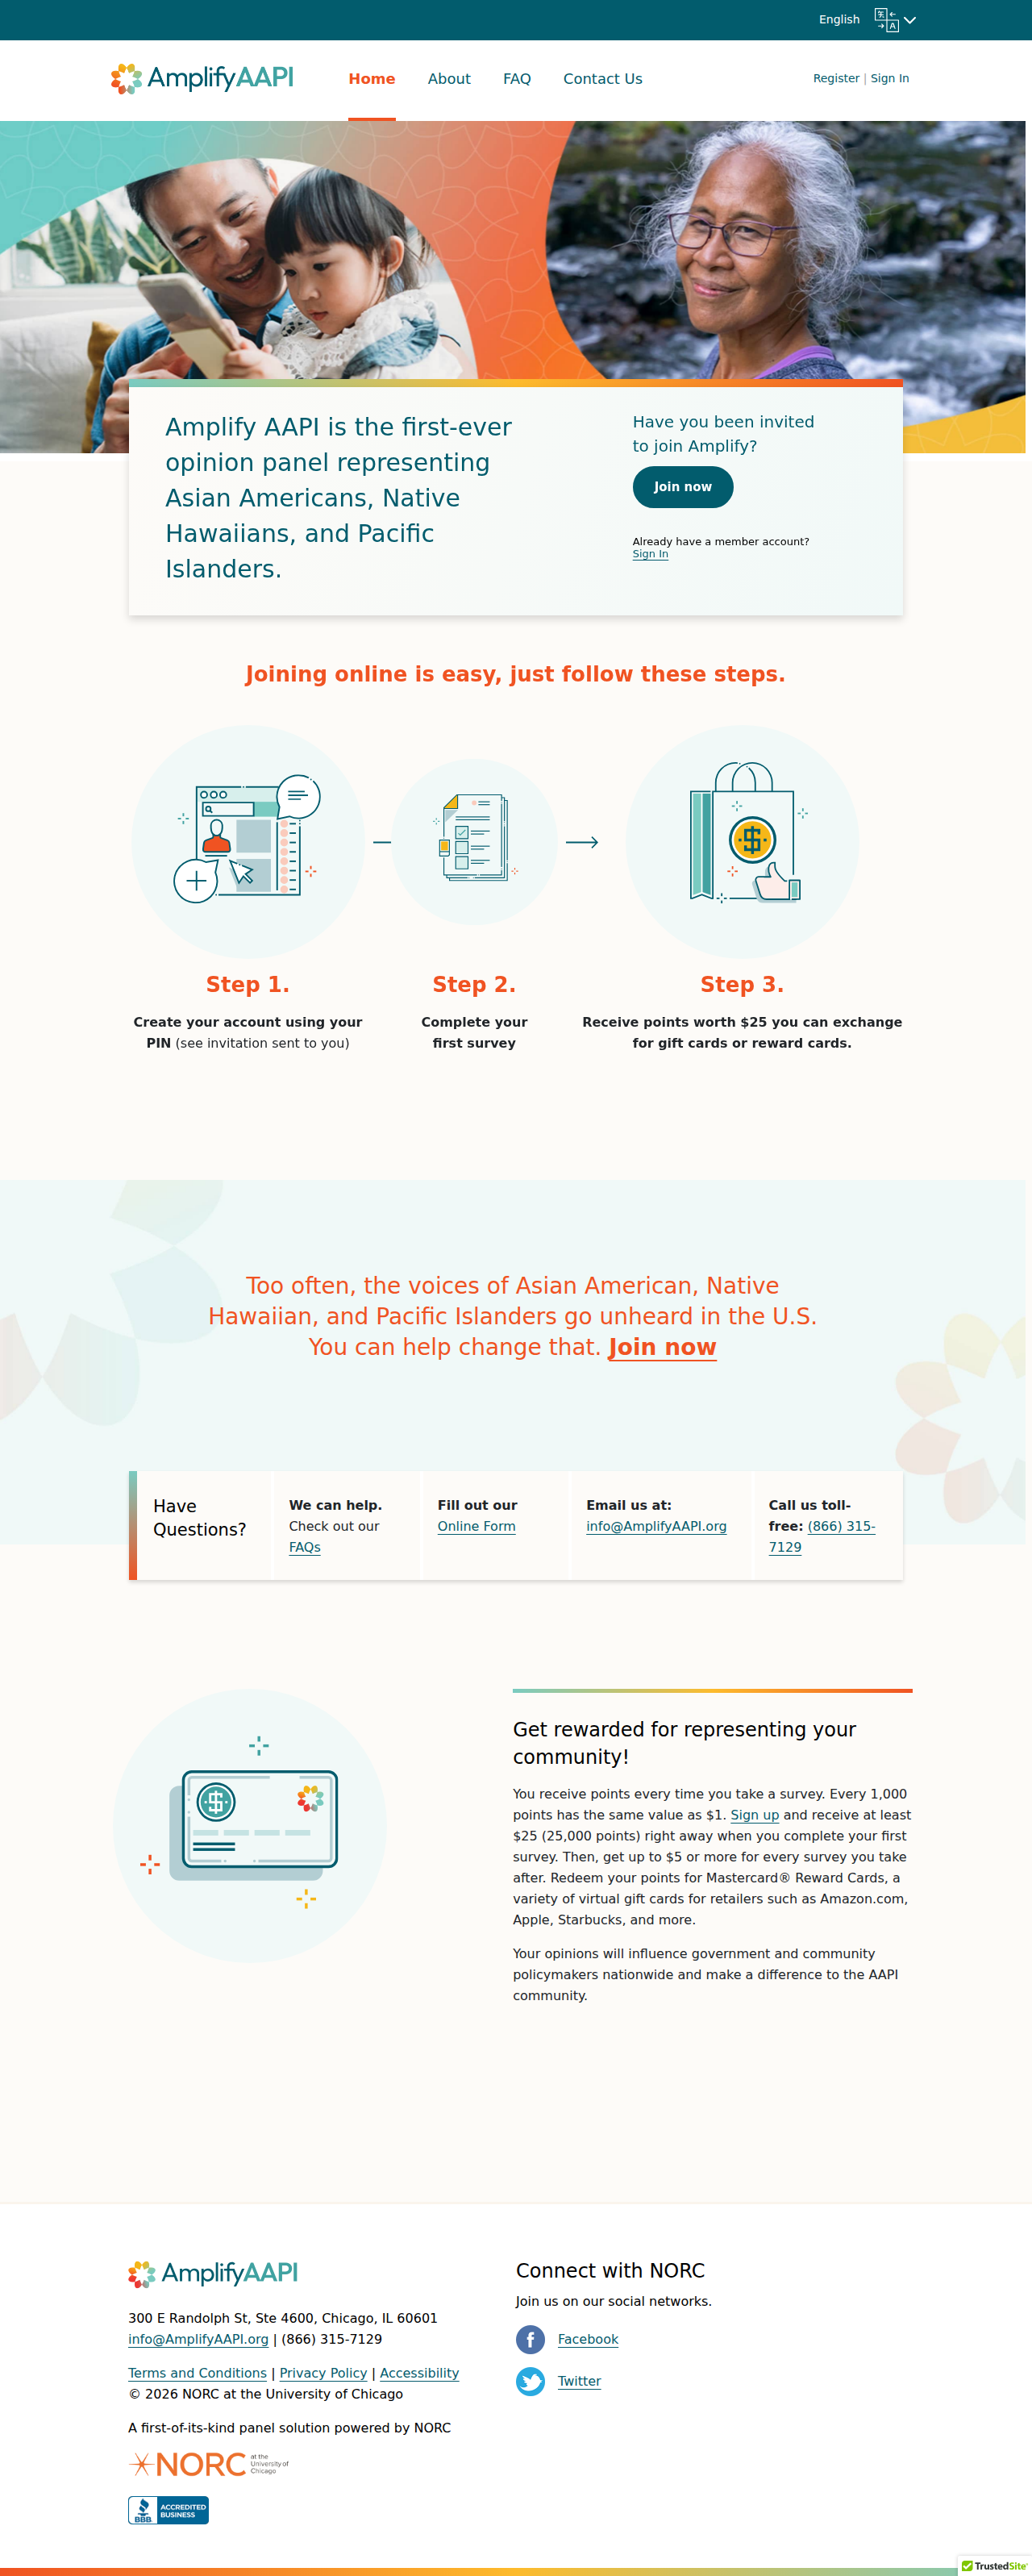 English
AmplifyAAPI
Home
About
FAQ
Contact Us
Register | Sign In
Amplify AAPI is the first-ever
opinion panel representing
Asian Americans, Native
Hawaiians, and Pacific
Islanders.
Have you been invited
to join Amplify?
Join now
Already have a member account?
Sign In
Joining online is easy, just follow these steps.
Step 1.
Create your account using your
PIN (see invitation sent to you)
Step 2.
Complete your
first survey
Step 3.
Receive points worth $25 you can exchange
for gift cards or reward cards.
Too often, the voices of Asian American, Native
Hawaiian, and Pacific Islanders go unheard in the U.S.
You can help change that. Join now
Have
Questions?
We can help.
Check out our
FAQs
Fill out our
Online Form
Email us at:
info@AmplifyAAPI.org
Call us toll-
free: (866) 315-
7129
Get rewarded for representing your
community!
You receive points every time you take a survey. Every 1,000
points has the same value as $1. Sign up and receive at least
$25 (25,000 points) right away when you complete your first
survey. Then, get up to $5 or more for every survey you take
after. Redeem your points for Mastercard® Reward Cards, a
variety of virtual gift cards for retailers such as Amazon.com,
Apple, Starbucks, and more.
Your opinions will influence government and community
policymakers nationwide and make a difference to the AAPI
community.
AmplifyAAPI
300 E Randolph St, Ste 4600, Chicago, IL 60601
info@AmplifyAAPI.org | (866) 315-7129
Terms and Conditions | Privacy Policy | Accessibility
© 2026 NORC at the University of Chicago
A first-of-its-kind panel solution powered by NORC
NORC
at the
University of
Chicago
BBB
ACCREDITED
BUSINESS
Connect with NORC
Join us on our social networks.
Facebook
Twitter
TrustedSite